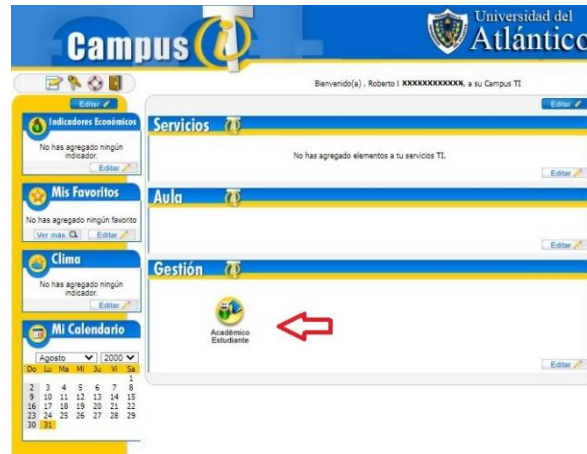 Campus TI
Universidad del
Atlántico
Bienvenido(a) , Roberto I XXXXXXXXXXXX, a su Campus TI
Editar
Editar
Indicadores Económicos
No has agregado ningún
indicador.
Editar
Mis Favoritos
No has agregado ningún favorito
Ver más
Editar
Clima
No has agregado ningún
indicador.
Editar
Mi Calendario
Agosto 2000
Do Lu Ma Mi Ju Vi Sa
1
2 3 4 5 6 7 8
9 10 11 12 13 14 15
16 17 18 19 20 21 22
23 24 25 26 27 28 29
30 31
Servicios
No has agregado elementos a tu servicios TI.
Editar
Aula
Editar
Gestión
Académico
Estudiante
Editar